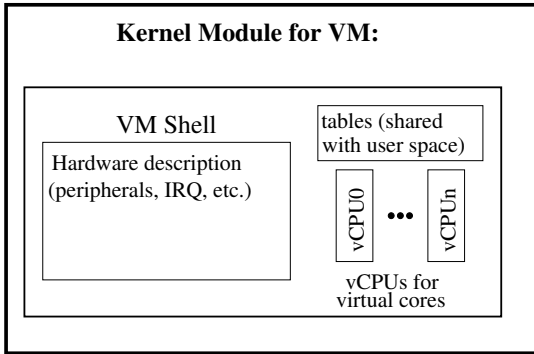 Kernel Module for VM:
VM Shell
Hardware description
(peripherals, IRQ, etc.)
tables (shared
with user space)
vCPU0
•••
vCPUn
vCPUs for
virtual cores